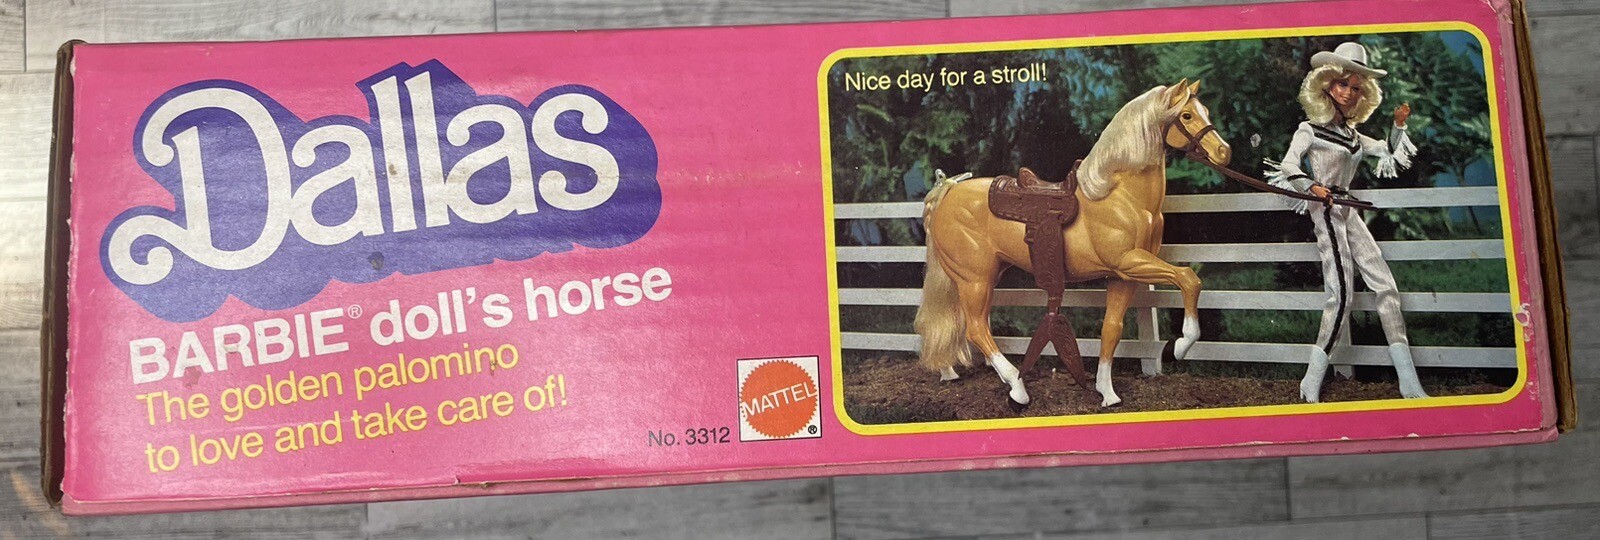 Dallas
BARBIE® doll's horse
The golden palomino
to love and take care of!
No. 3312
MATTEL
®
Nice day for a stroll!